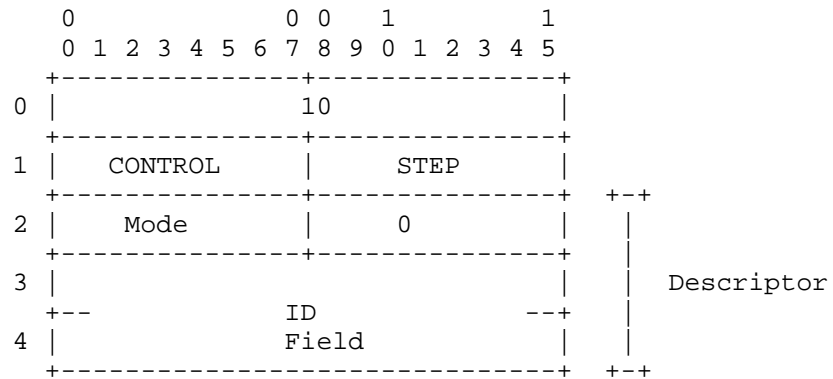 0 0 0 1 1
0 1 2 3 4 5 6 7 8 9 0 1 2 3 4 5
+---------------+---------------+
0 | 10 |
+---------------+---------------+
1 | CONTROL | STEP |
+---------------+---------------+ +-+
2 | Mode | 0 | |
+---------------+---------------+ |
3 | | | Descriptor
+-- ID --+ |
4 | Field | |
+-------------------------------+ +-+